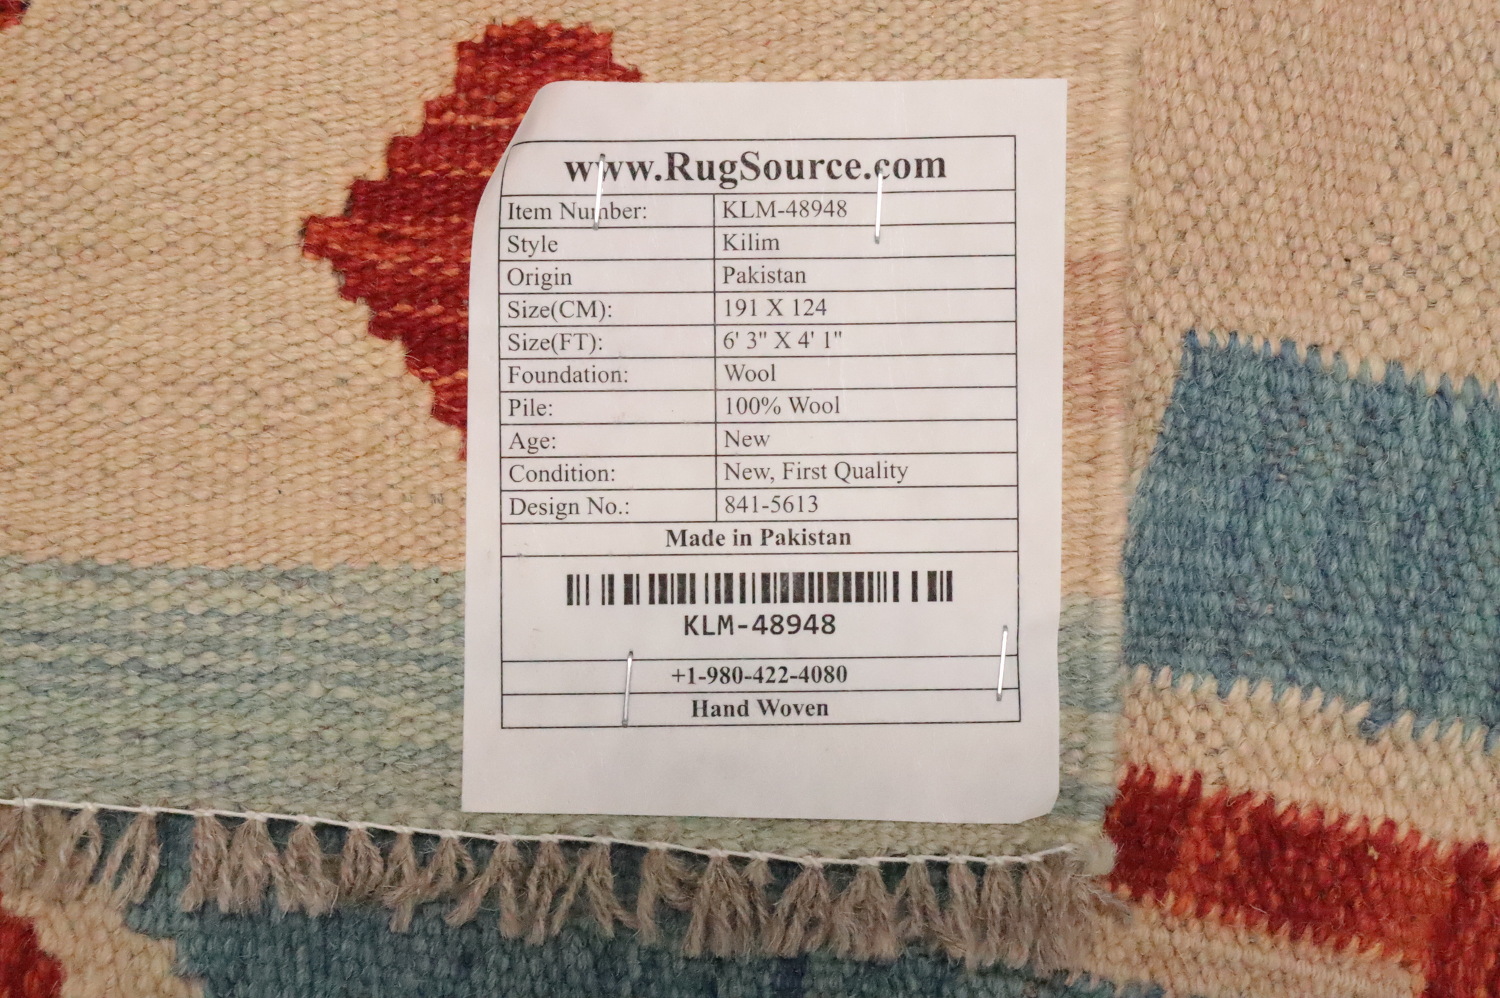 www.RugSource.com
Item Number: KLM-48948
Style Kilim
Origin Pakistan
Size(CM): 191 X 124
Size(FT): 6' 3" X 4' 1"
Foundation: Wool
Pile: 100% Wool
Age: New
Condition: New, First Quality
Design No.: 841-5613
Made in Pakistan
KLM-48948
+1-980-422-4080
Hand Woven